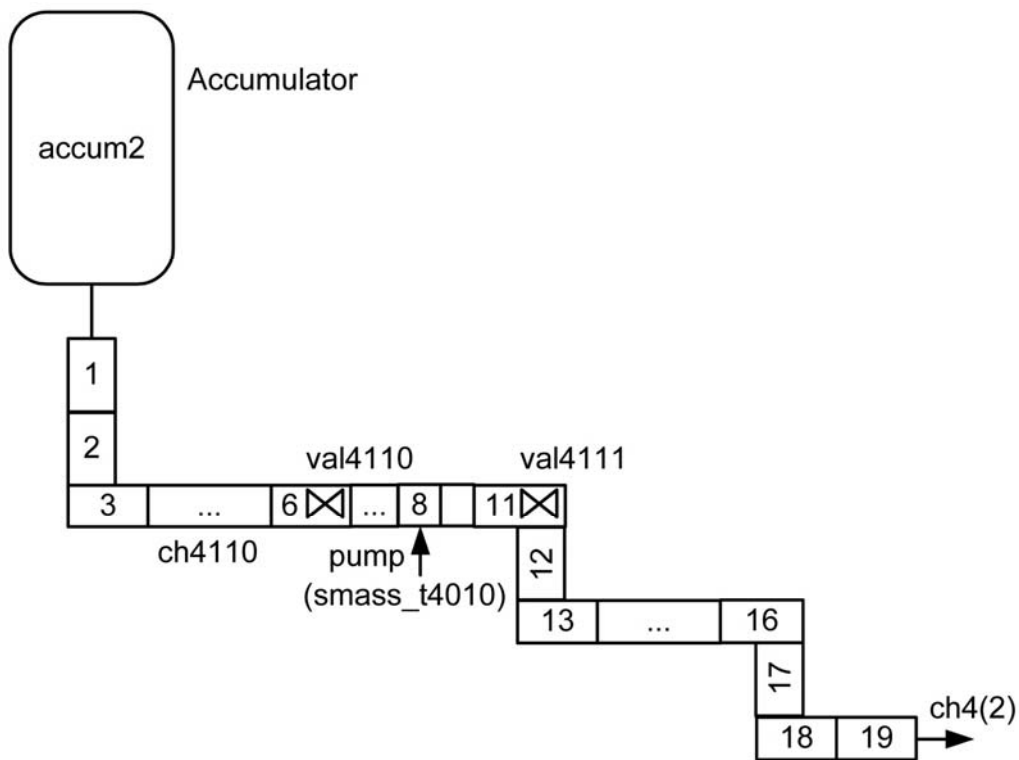 Accumulator
accum2
1
2
val4110 val4111
3 ... 6 ... 8 11
ch4110 pump
(smass_t4010)
12
13 ... 16
17
ch4(2)
18 19